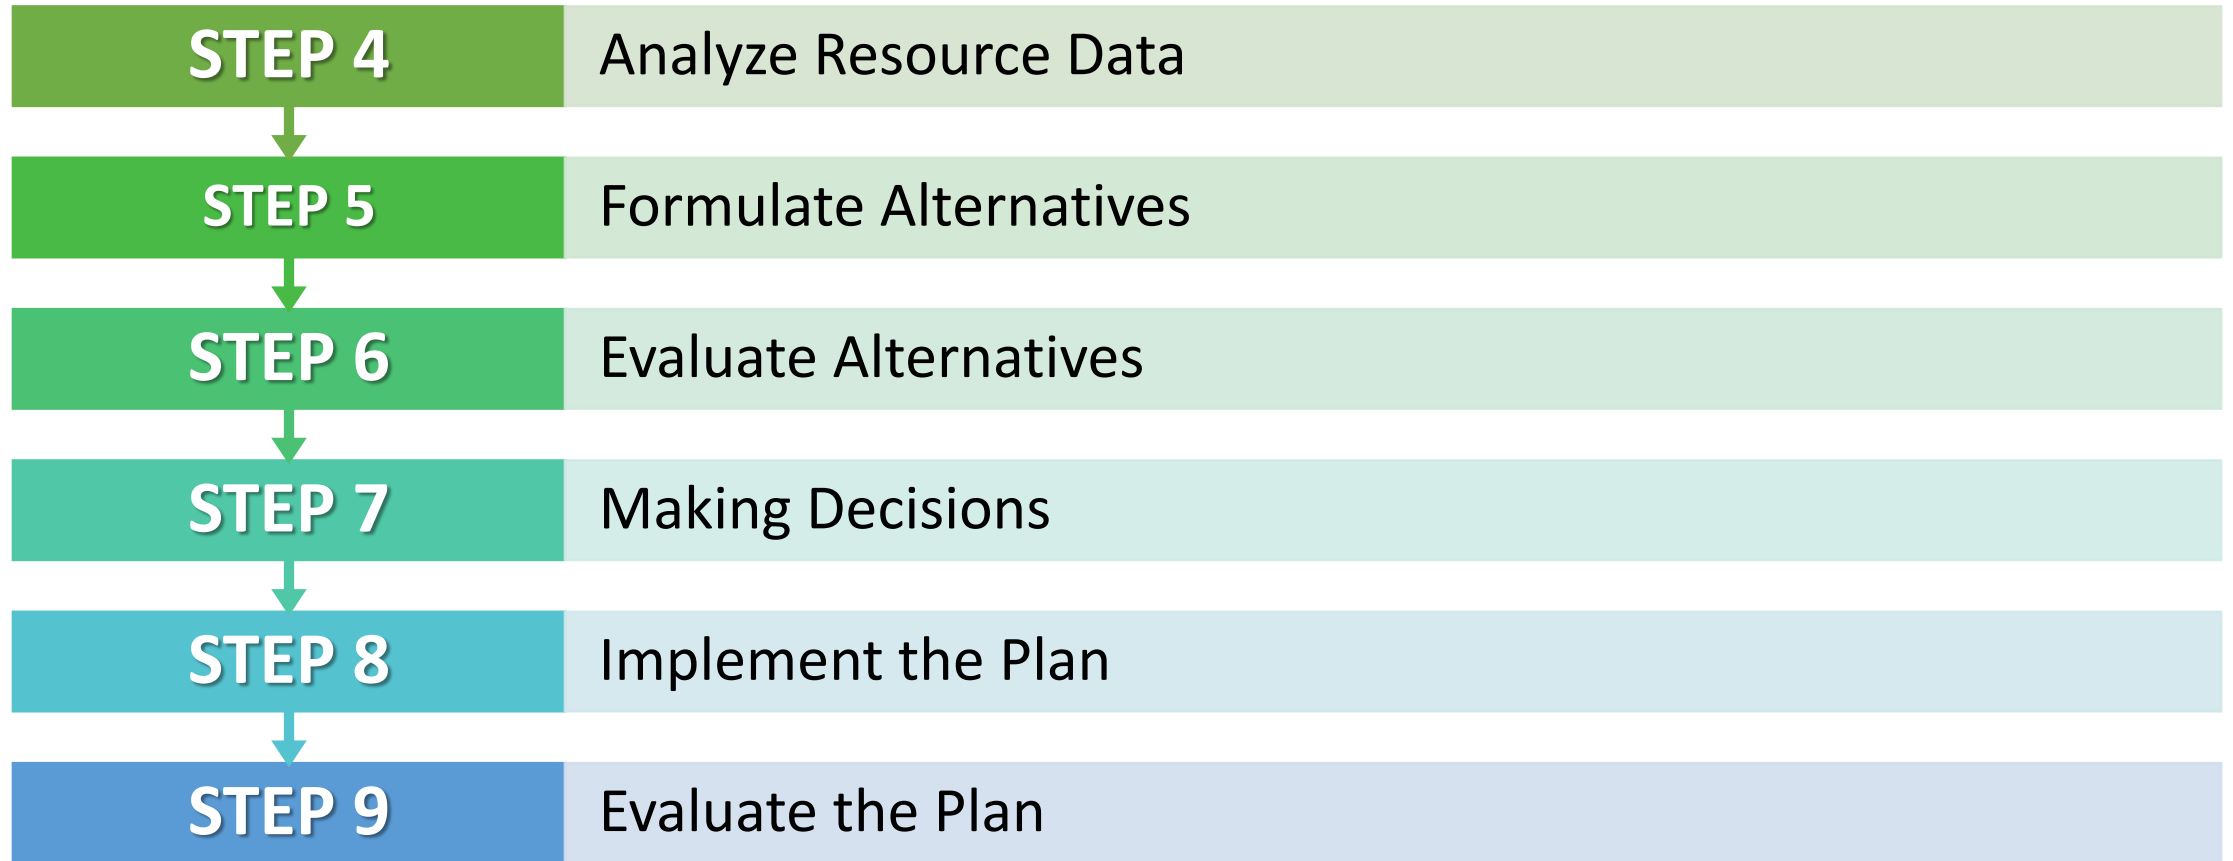 STEP 4 Analyze Resource Data
STEP 5 Formulate Alternatives
STEP 6 Evaluate Alternatives
STEP 7 Making Decisions
STEP 8 Implement the Plan
STEP 9 Evaluate the Plan